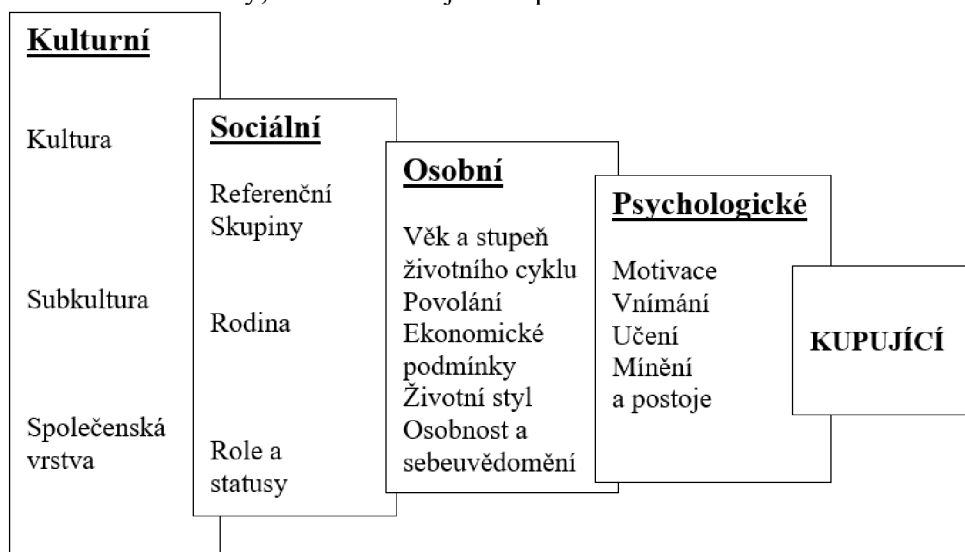 Kulturní
Kultura
Subkultura
Společenská
vrstva
Sociální
Referenční
Skupiny
Rodina
Role a
statusy
Osobní
Věk a stupeň
životního cyklu
Povolání
Ekonomické
podmínky
Životní styl
Osobnost a
sebeuvědomění
Psychologické
Motivace
Vnímání
Učení
Mínění
a postoje
KUPUJÍCÍ